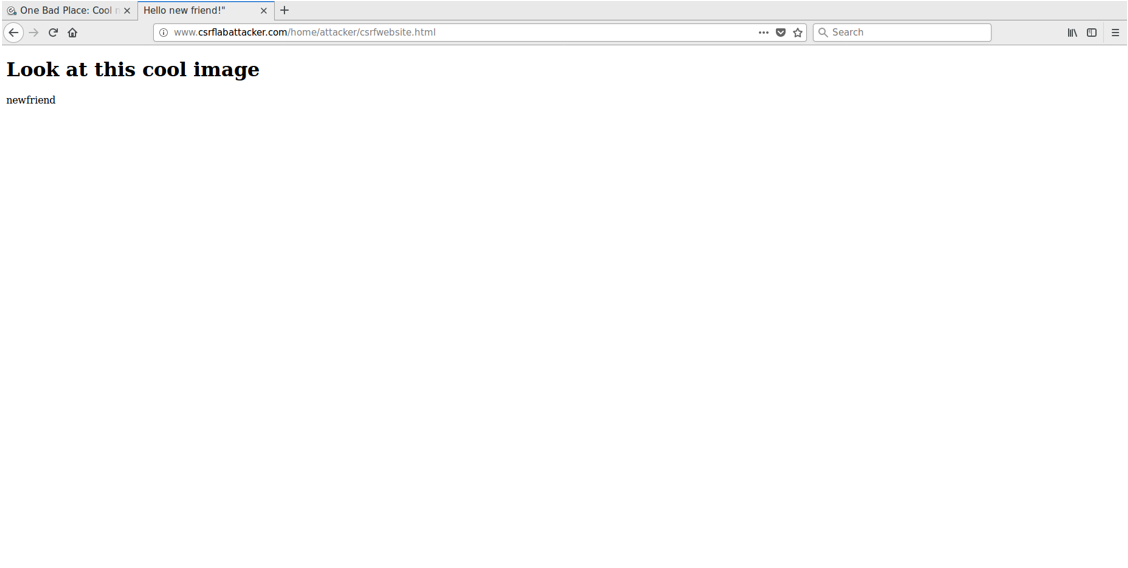 One Bad Place: Cool
Hello new friend!"
www.csrflabattacker.com/home/attacker/csrfwebsite.html
Search
Look at this cool image
newfriend